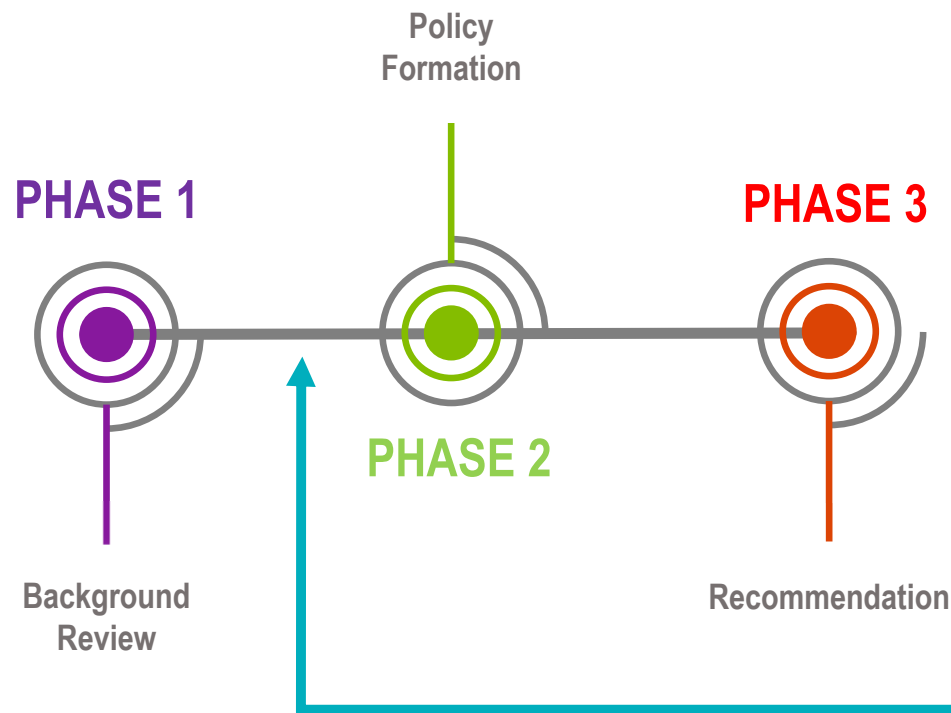 Policy
Formation
PHASE 1
PHASE 3
PHASE 2
Background
Review
Recommendation